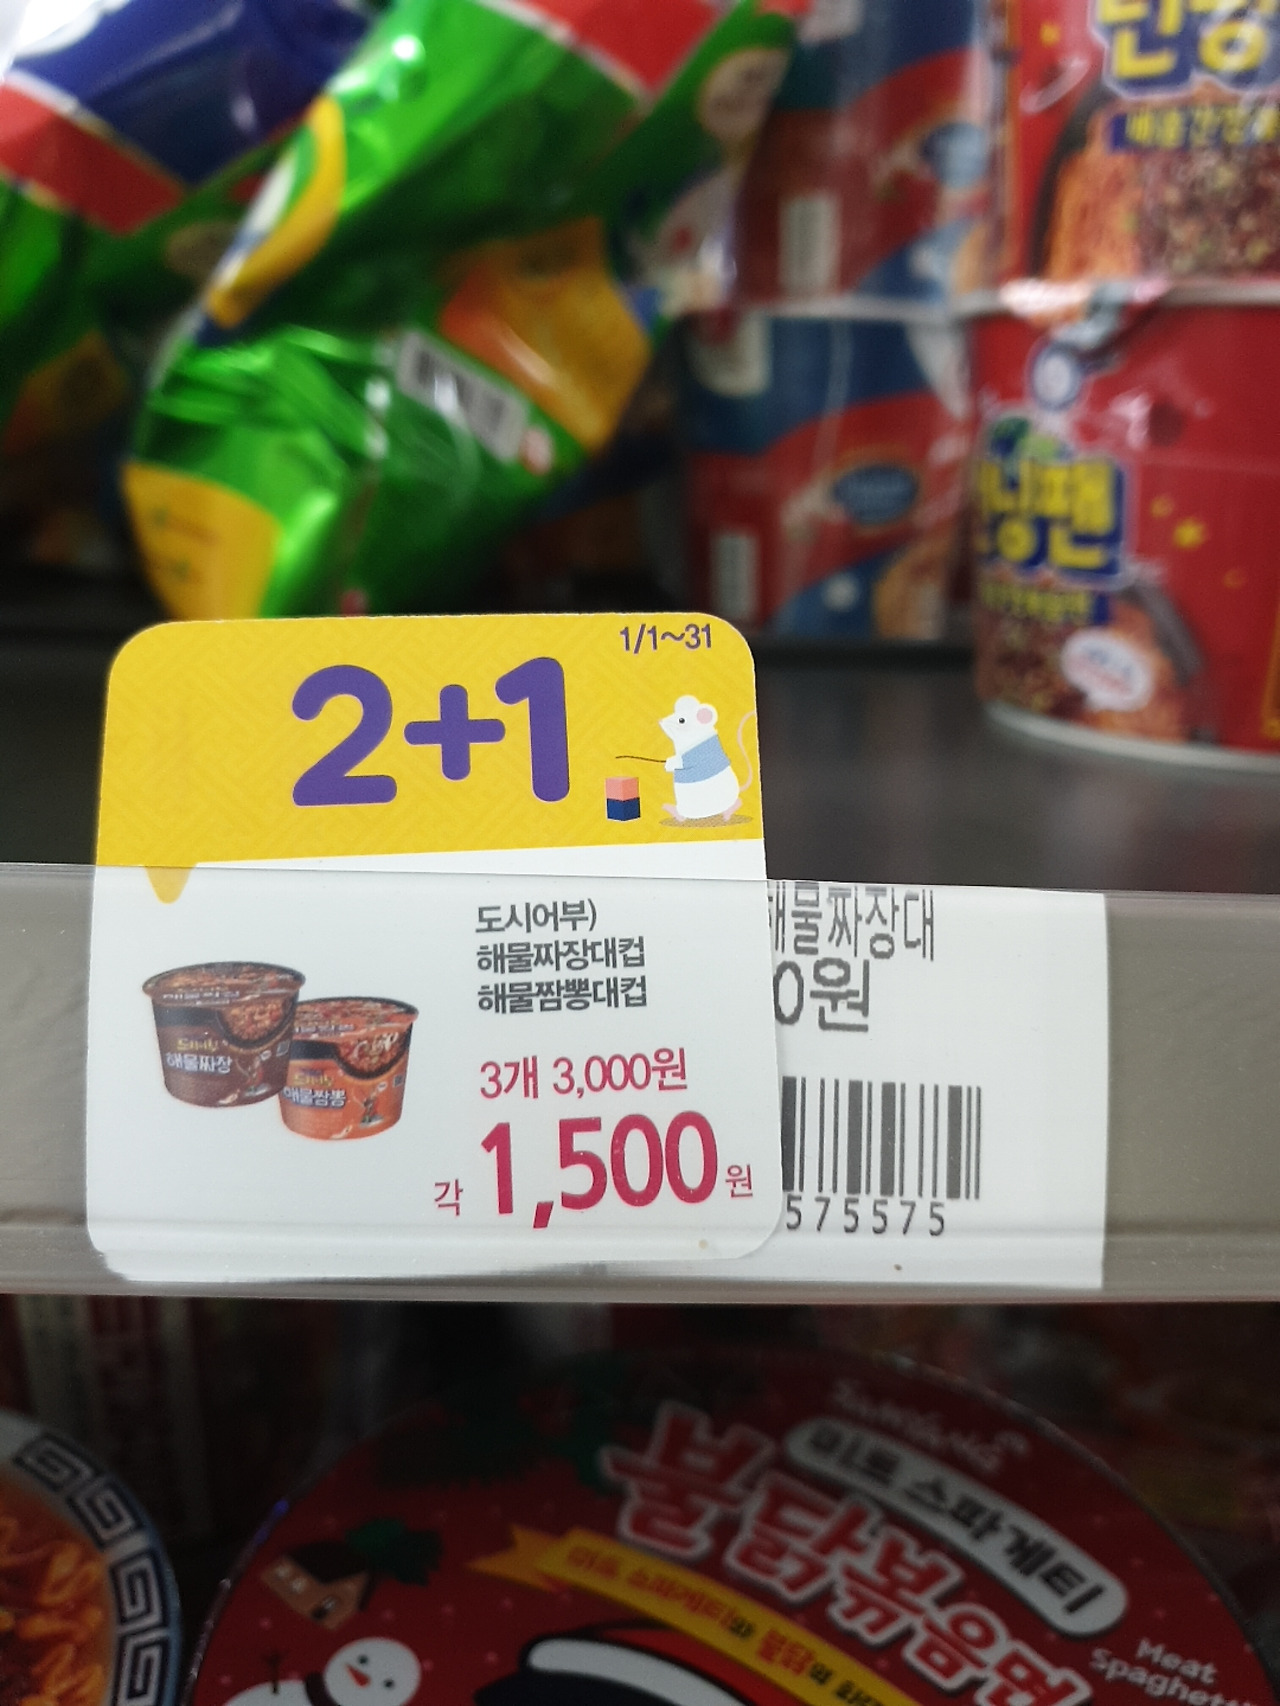 1/1~31
2+1
도시어부)
해물짜장대컵
해물짬뽕대컵
해물짜장
해물짬뽕
3개 3,000원
각 1,500원
해물짜장대
0원
575575
SAMYANG
미트 스파게티
불닭볶음면
Meat